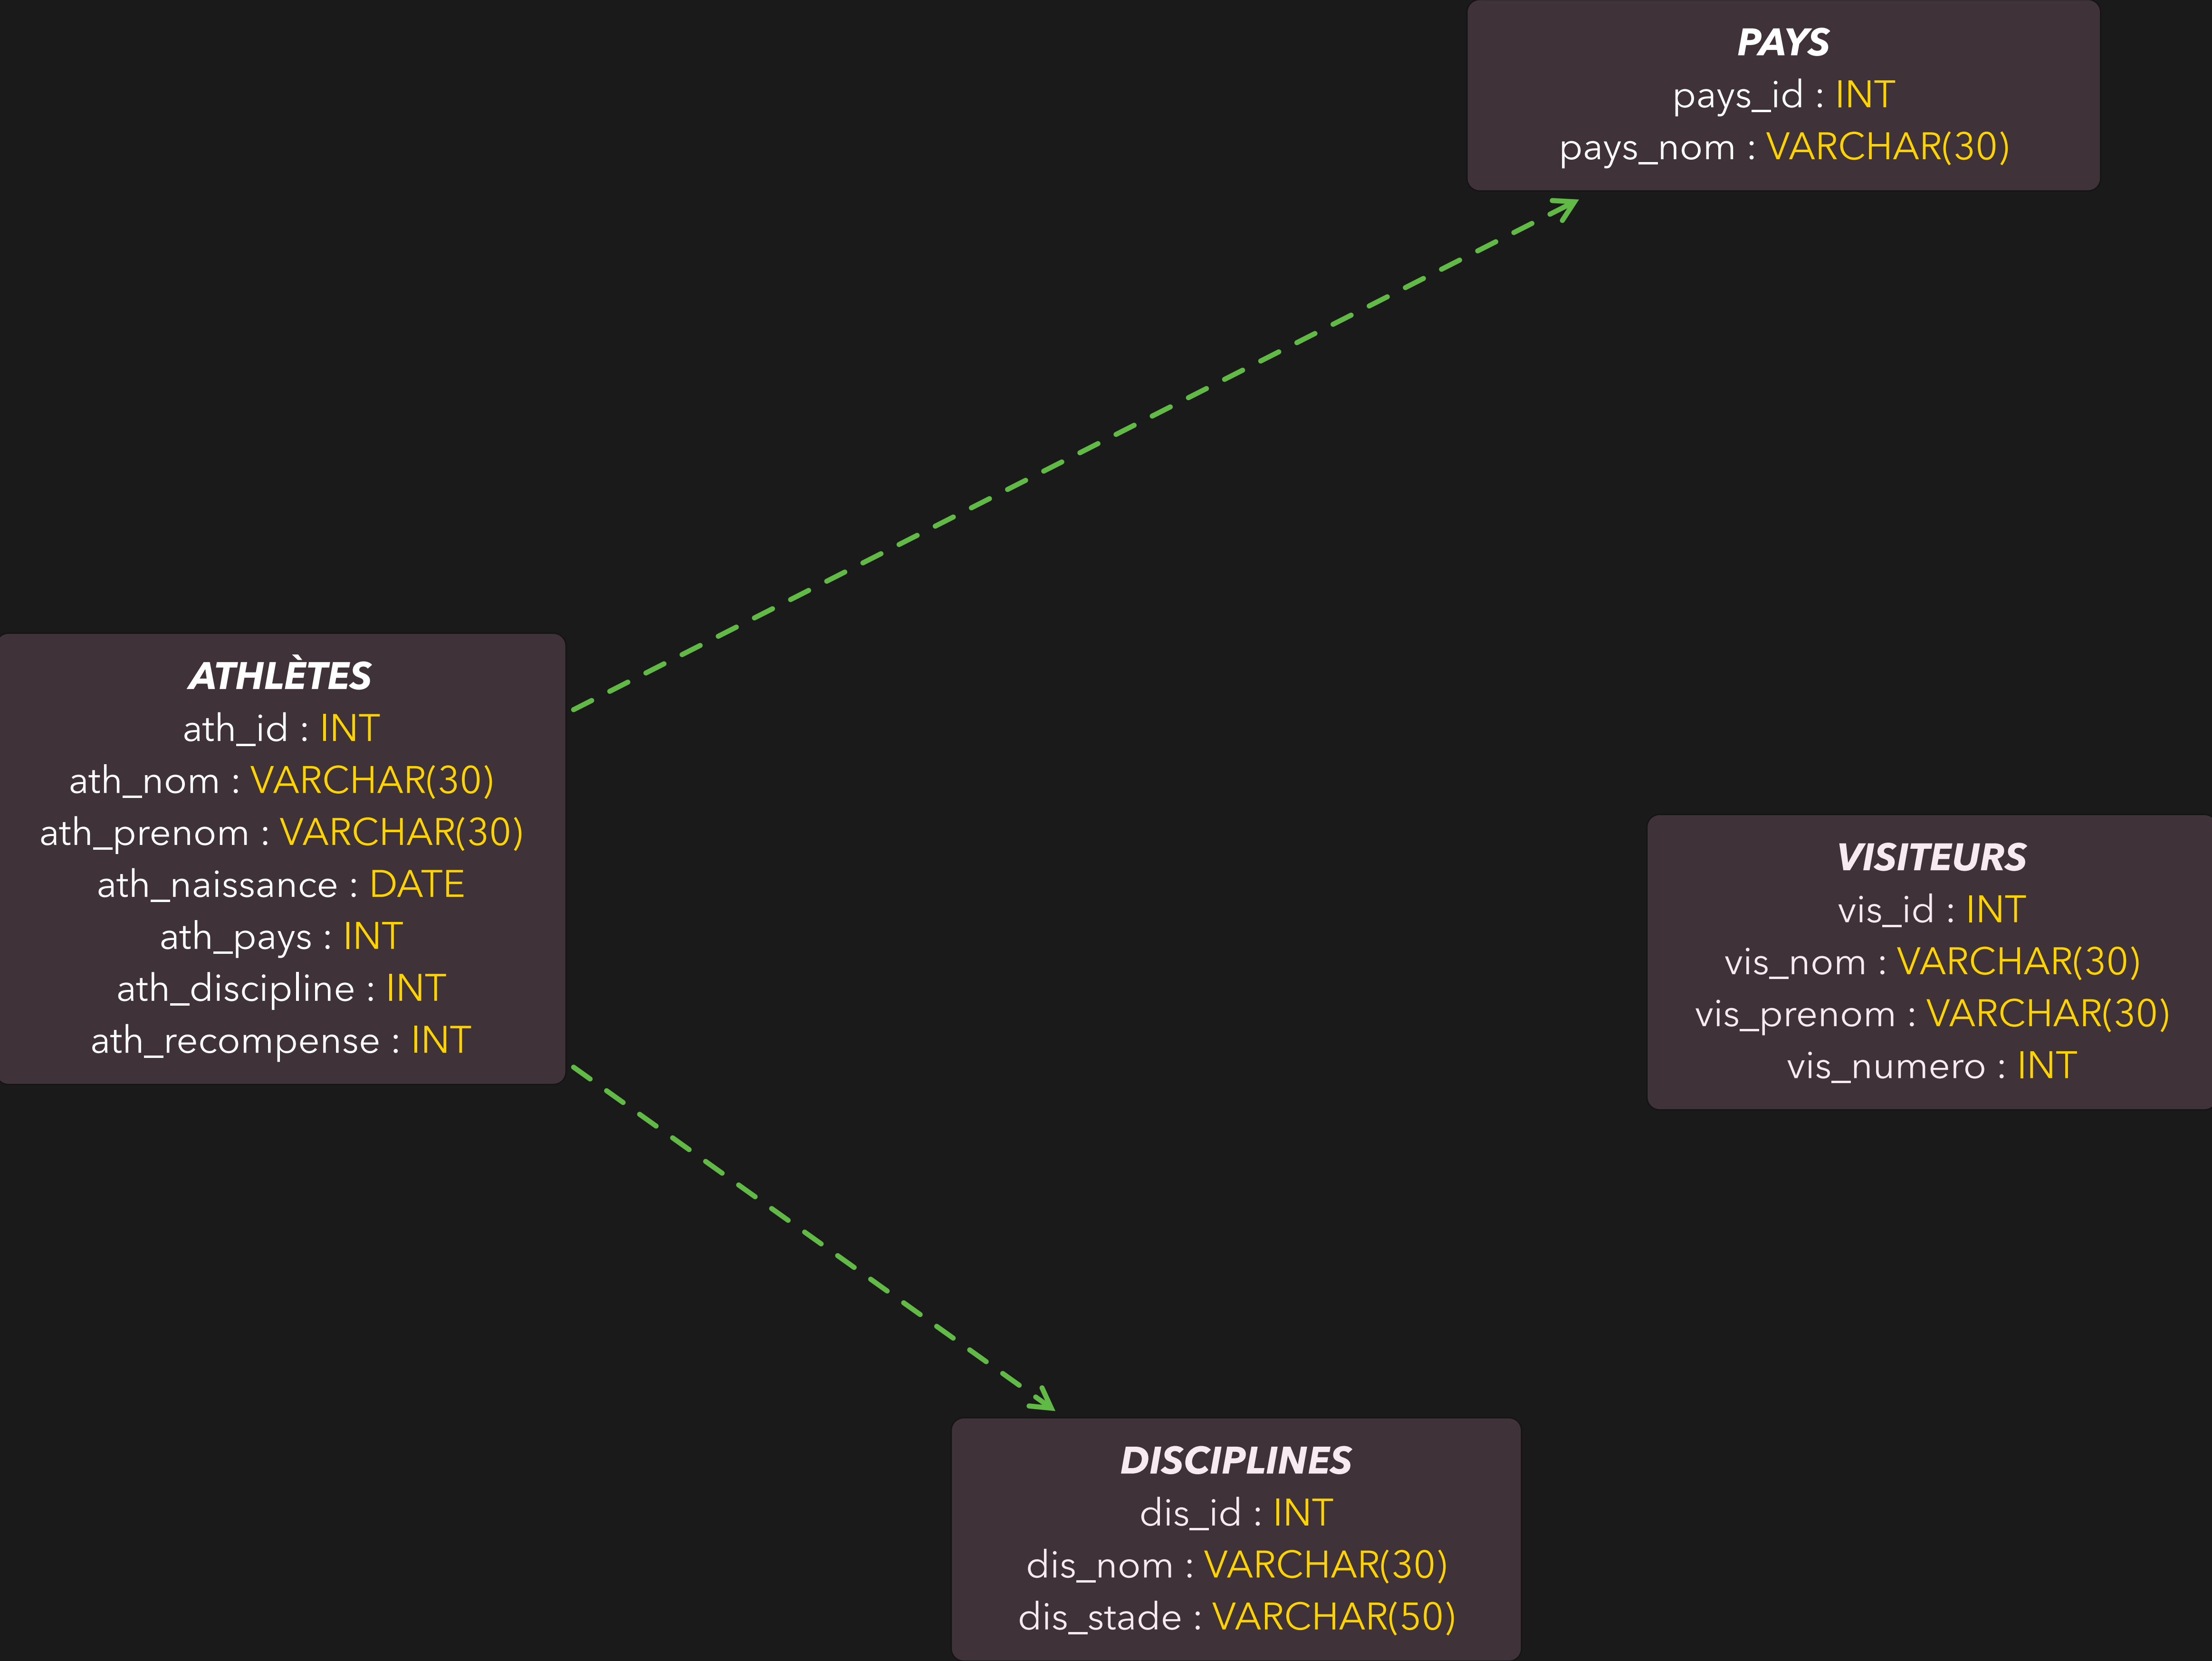 PAYS
pays_id : INT
pays_nom : VARCHAR(30)
ATHLÈTES
ath_id : INT
ath_nom : VARCHAR(30)
ath_prenom : VARCHAR(30)
ath_naissance : DATE
ath_pays : INT
ath_discipline : INT
ath_recompense : INT
VISITEURS
vis_id : INT
vis_nom : VARCHAR(30)
vis_prenom : VARCHAR(30)
vis_numero : INT
DISCIPLINES
dis_id : INT
dis_nom : VARCHAR(30)
dis_stade : VARCHAR(50)